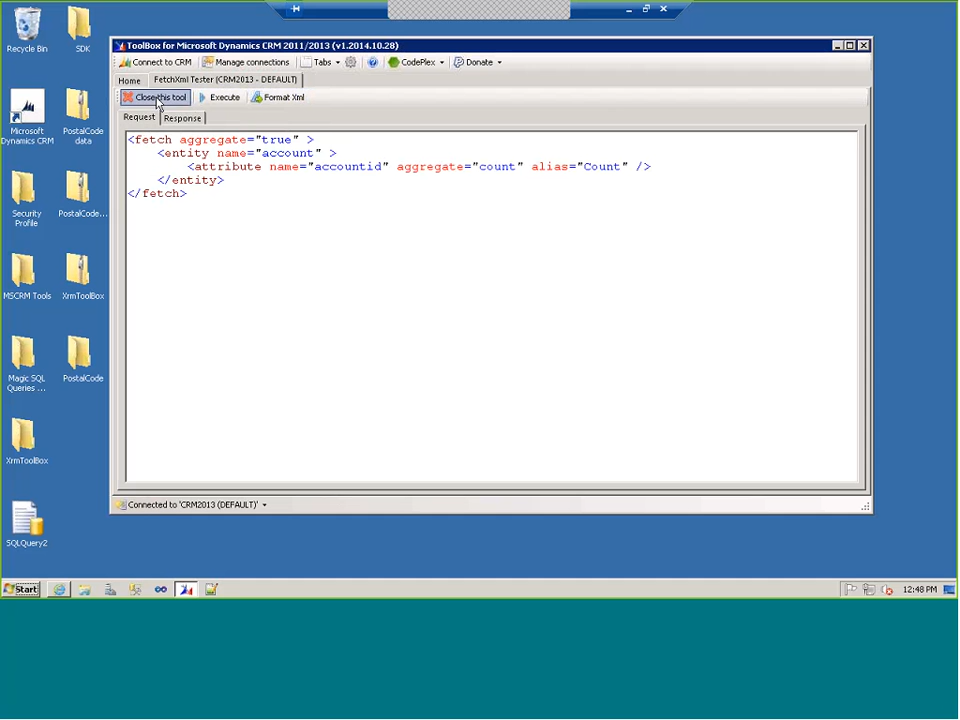 Recycle Bin
SDK
Microsoft
Dynamics CRM
PostalCode
data
Security
Profile
PostalCode...
MSCRM Tools
XrmToolBox
Magic SQL
Queries ...
PostalCode
XrmToolBox
SQLQuery2
ToolBox for Microsoft Dynamics CRM 2011/2013 (v1.2014.10.28)
Connect to CRM Manage connections Tabs CodePlex Donate
Home FetchXml Tester (CRM2013 - DEFAULT)
Close this tool Execute Format Xml
Request Response
<fetch aggregate="true" >
<entity name="account" >
<attribute name="accountid" aggregate="count" alias="Count" />
</entity>
</fetch>
Connected to 'CRM2013 (DEFAULT)'
Start 12:48 PM